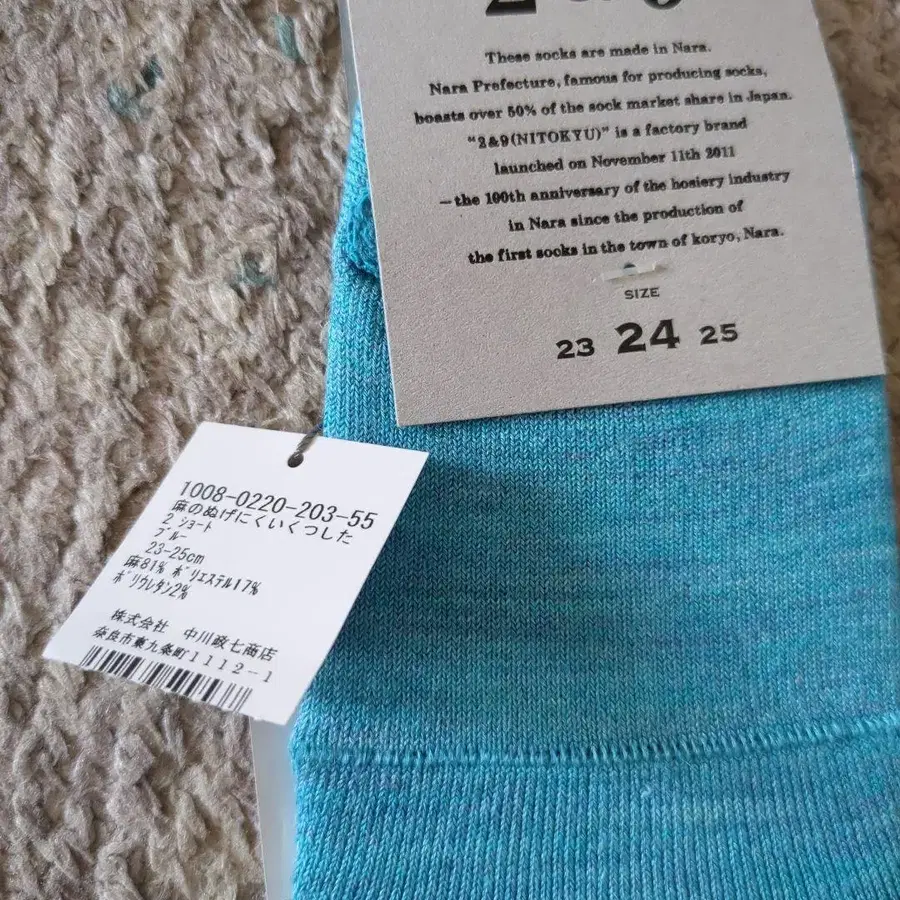 2&9
These socks are made in Nara.
Nara Prefecture, famous for producing socks,
boasts over 50% of the sock market share in Japan.
“2&9(NITOKYU)” is a factory brand
launched on November 11th 2011
—the 100th anniversary of the hosiery industry
in Nara since the production of
the first socks in the town of koryo, Nara.
SIZE
23 24 25
1008-0220-203-55
麻のぬげにくいくつした
2 ショート
ブルー
23-25cm
麻81% ポリエステル17%
ポリウレタン2%
株式会社 中川政七商店
奈良市東九条町1112-1